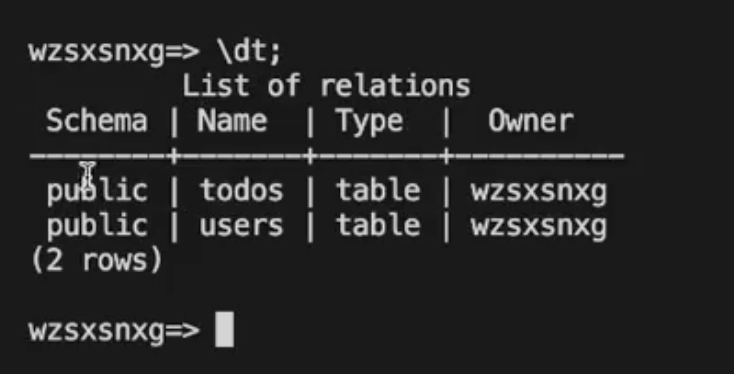 wzsxsnxg=> \dt;
List of relations
Schema | Name | Type | Owner
--------+-------+-------+----------
public | todos | table | wzsxsnxg
public | users | table | wzsxsnxg
(2 rows)
wzsxsnxg=>